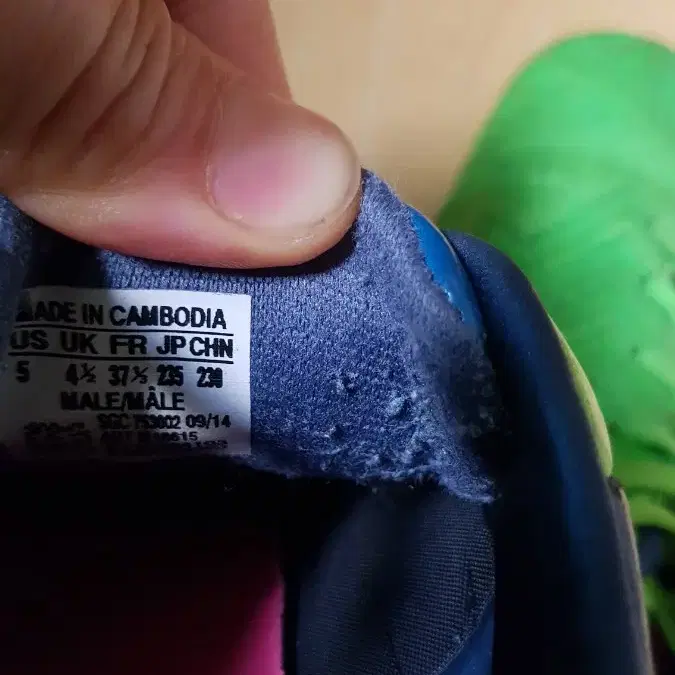 MADE IN CAMBODIA
US UK FR JP CHN
5 4½ 37⅓ 235 230
MALE/MÂLE
SGC 753002 09/14